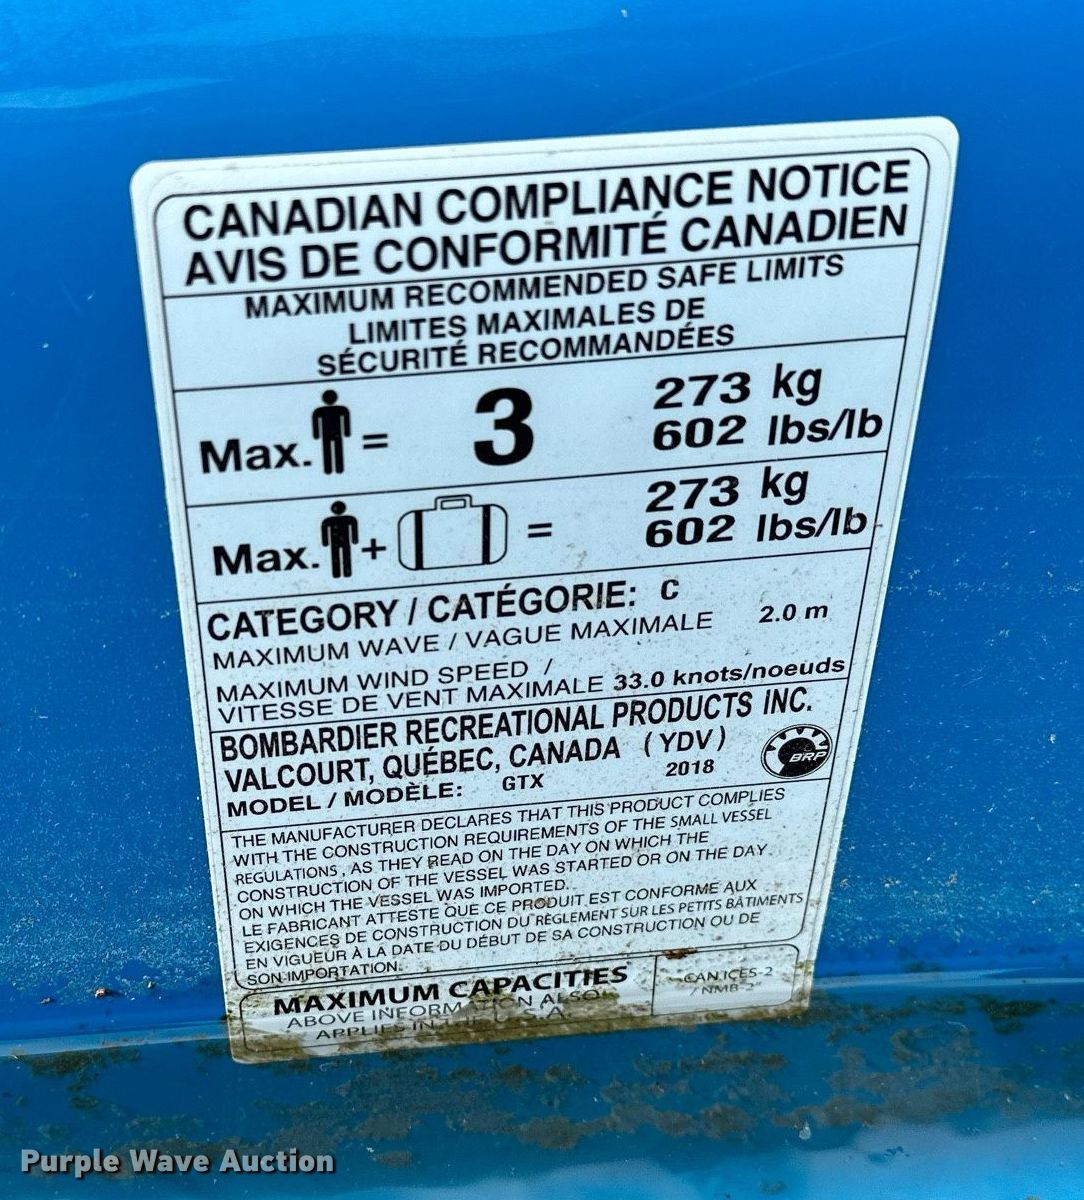 CANADIAN COMPLIANCE NOTICE
AVIS DE CONFORMITÉ CANADIEN
MAXIMUM RECOMMENDED SAFE LIMITS
LIMITES MAXIMALES DE
SÉCURITÉ RECOMMANDÉES
Max. = 3 273 kg
602 lbs/lb
Max. + = 273 kg
602 lbs/lb
CATEGORY / CATÉGORIE: C
MAXIMUM WAVE / VAGUE MAXIMALE 2.0 m
MAXIMUM WIND SPEED /
VITESSE DE VENT MAXIMALE 33.0 knots/noeuds
BOMBARDIER RECREATIONAL PRODUCTS INC.
VALCOURT, QUÉBEC, CANADA (YDV)
BRP
MODEL / MODÈLE: GTX 2018
THE MANUFACTURER DECLARES THAT THIS PRODUCT COMPLIES
WITH THE CONSTRUCTION REQUIREMENTS OF THE SMALL VESSEL
REGULATIONS, AS THEY READ ON THE DAY ON WHICH THE
CONSTRUCTION OF THE VESSEL WAS STARTED OR ON THE DAY
ON WHICH THE VESSEL WAS IMPORTED.
LE FABRICANT ATTESTE QUE CE PRODUIT EST CONFORME AUX
EXIGENCES DE CONSTRUCTION DU RÈGLEMENT SUR LES PETITS BÂTIMENTS
EN VIGUEUR À LA DATE DU DÉBUT DE SA CONSTRUCTION OU DE
SON IMPORTATION.
MAXIMUM CAPACITIES
ABOVE INFORMATION ALSO
APPLIES IN THE U.S.A.
CAN ICES-2
/ NMB-2"
Purple Wave Auction